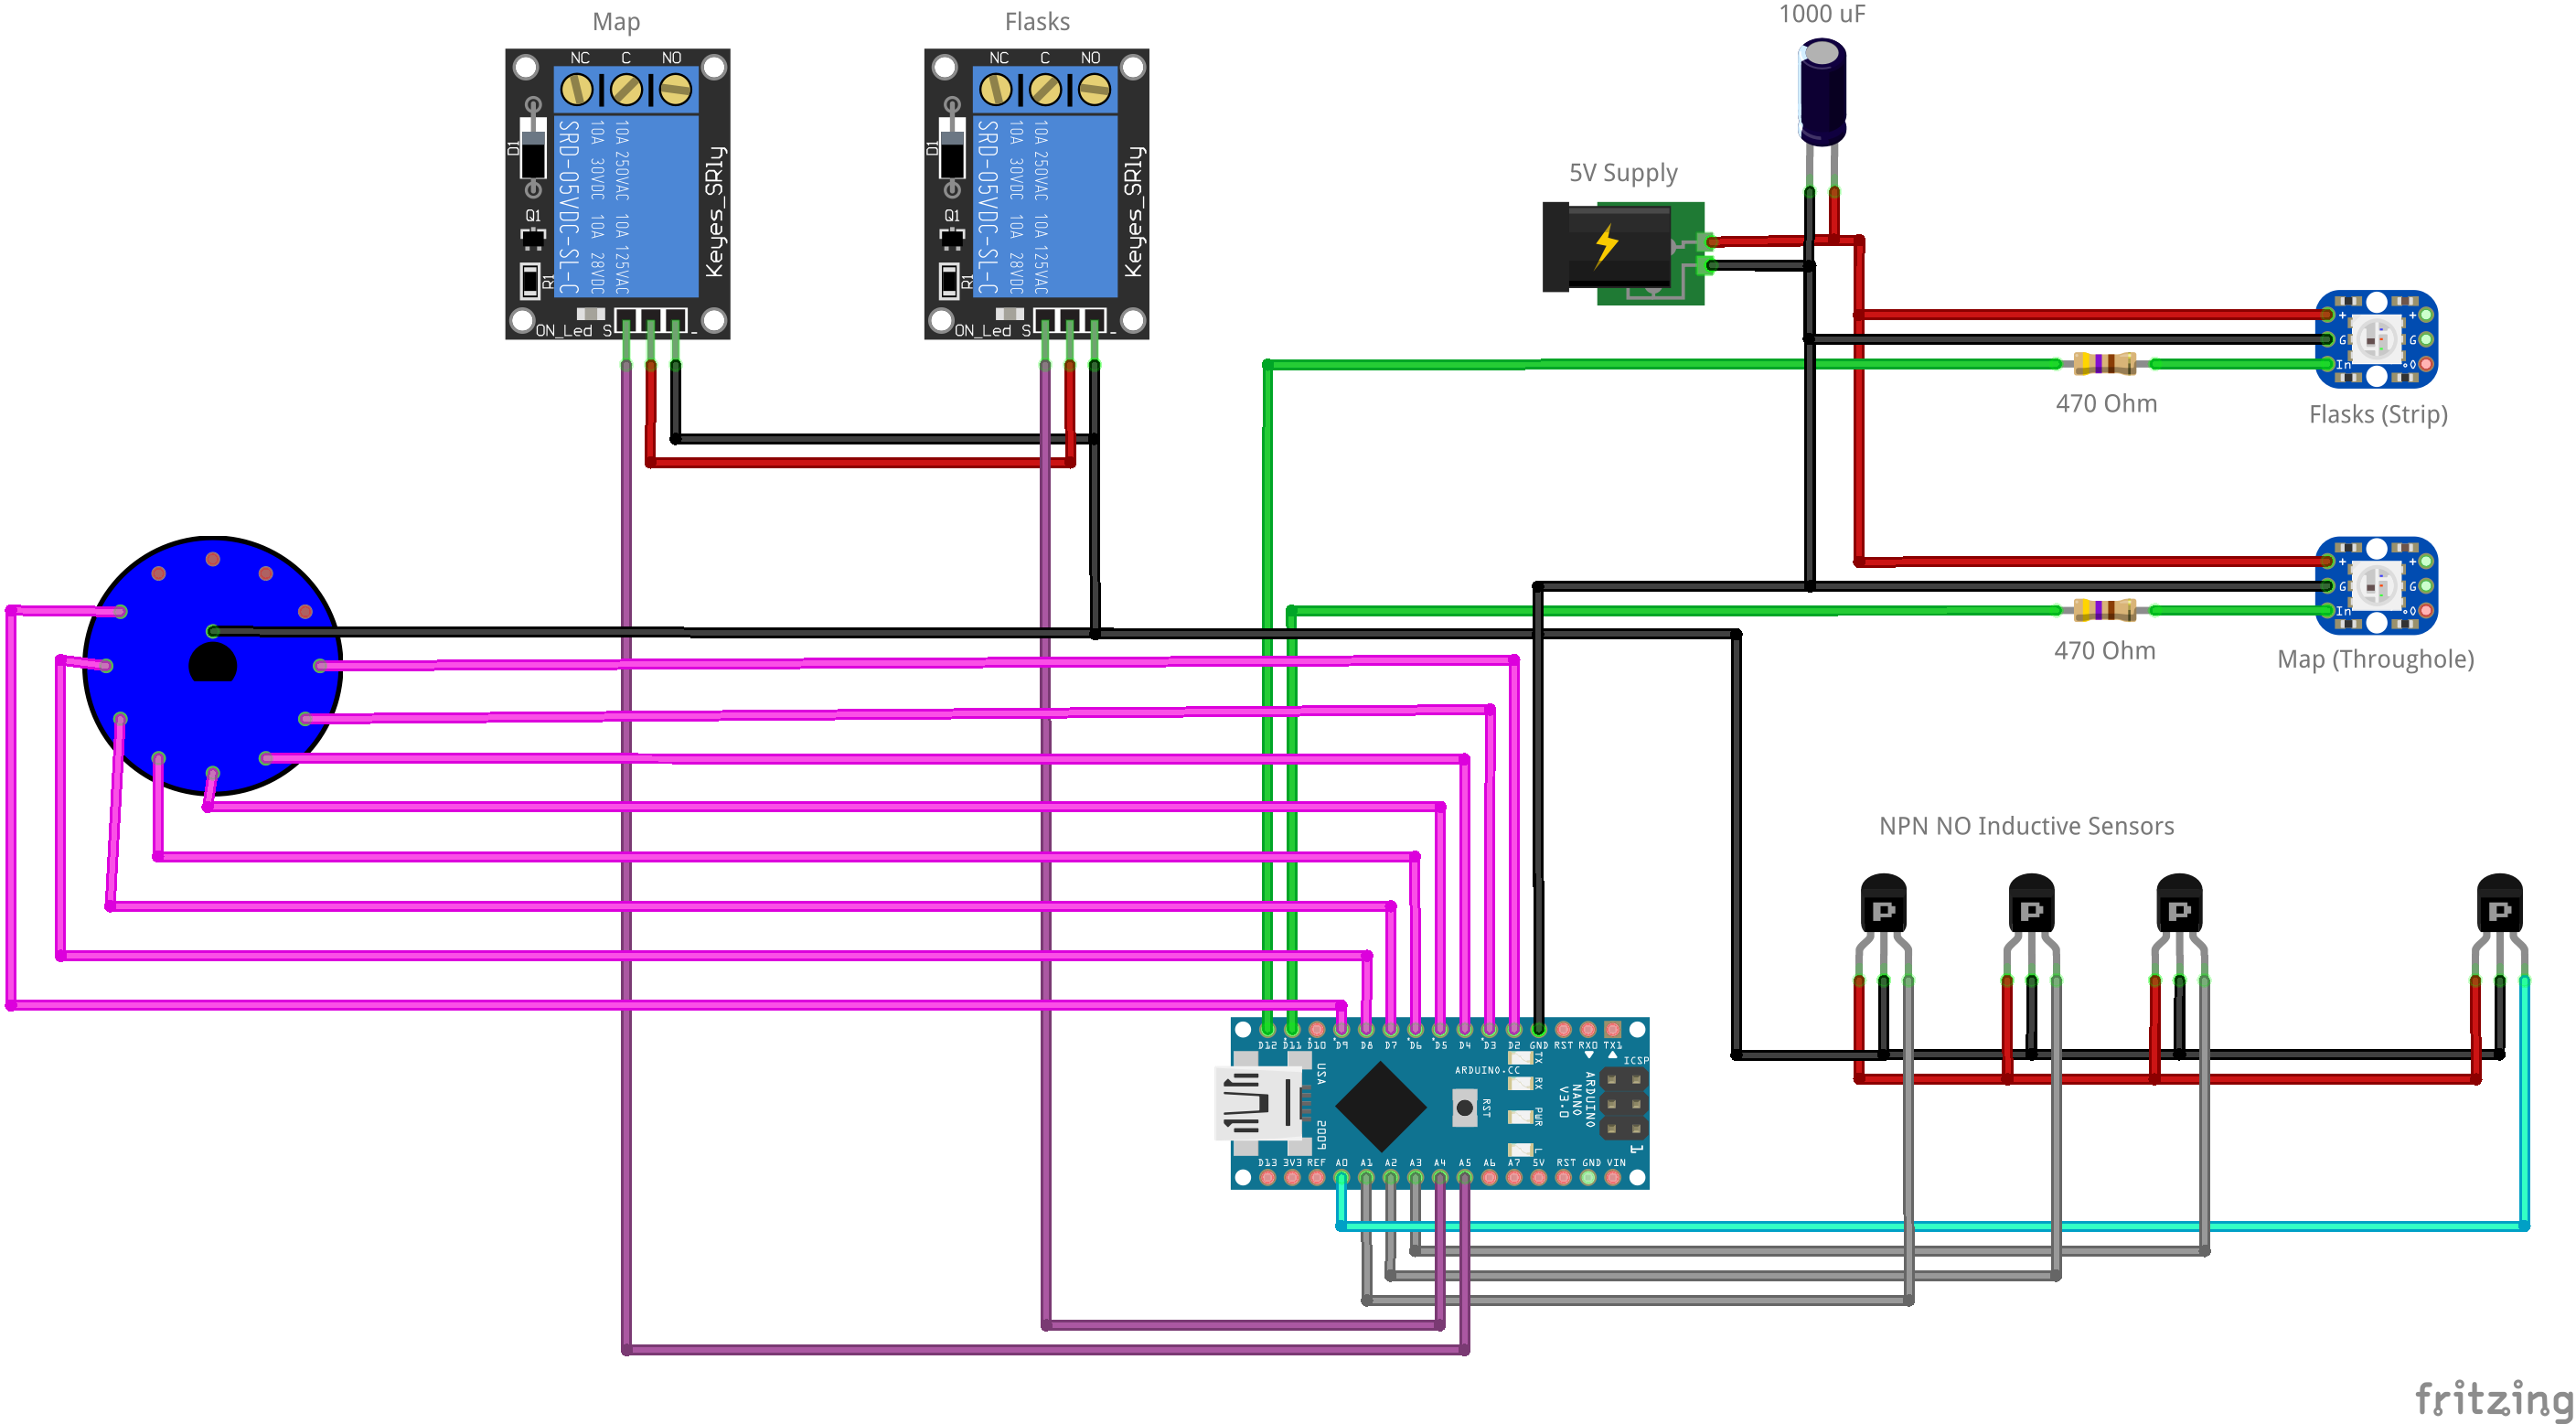 Map
Flasks
1000 uF
NC C NO
NC C NO
SRD-05VDC-SL-C
10A 30VDC 10A 28VDC
10A 250VAC 10A 125VAC
Keyes_SRly
D1
Q1
R1
ON_Led S
-
SRD-05VDC-SL-C
10A 30VDC 10A 28VDC
10A 250VAC 10A 125VAC
Keyes_SRly
D1
Q1
R1
ON_Led S
-
5V Supply
+ +
G G
In O
470 Ohm
Flasks (Strip)
+ +
G G
In O
470 Ohm
Map (Throughole)
NPN NO Inductive Sensors
P P P P
D12 D11 D10 D9 D8 D7 D6 D5 D4 D3 D2 GND RST RX0 TX1
ICSP
USA
ARDUINO.CC
TX
RX
PWR
L
RST
ARDUINO
NANO
V3.0
2009
1
D13 3V3 REF A0 A1 A2 A3 A4 A5 A6 A7 5V RST GND VIN
fritzing